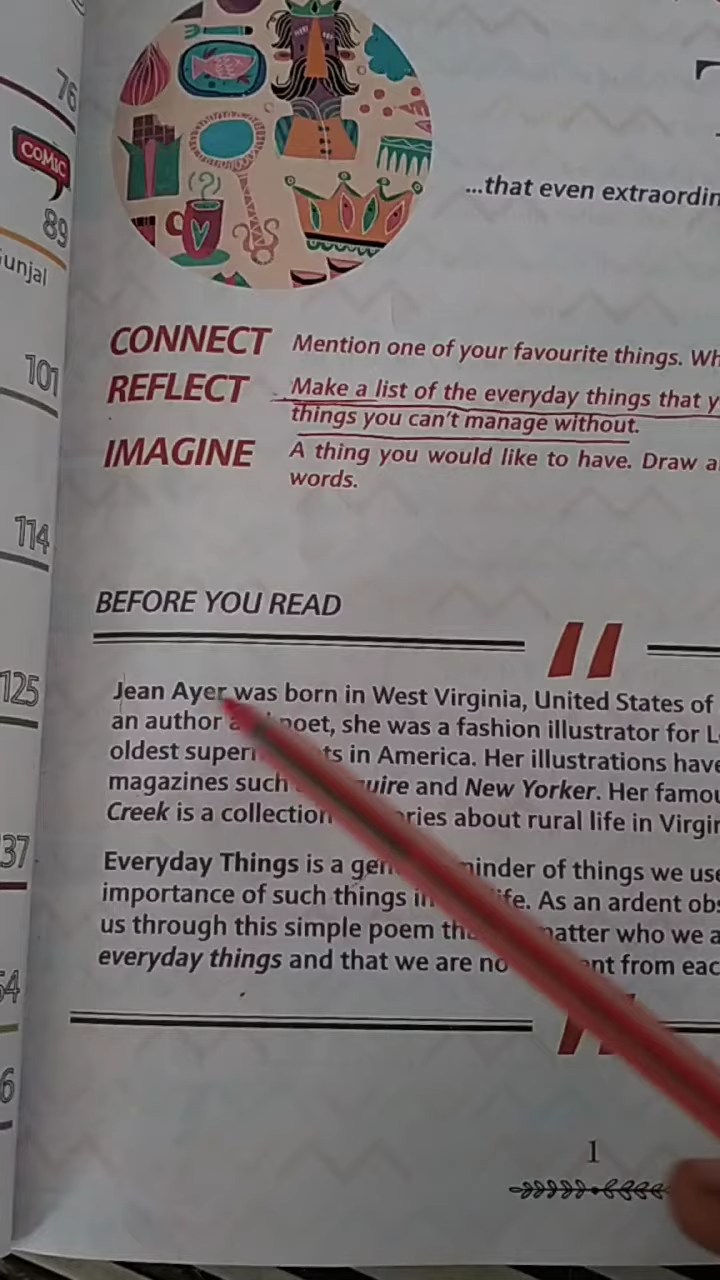 76
COMIC
89
unjal
101
114
125
37
54
6
...that even extraordin
CONNECT Mention one of your favourite things. Wh
REFLECT Make a list of the everyday things that y
things you can't manage without.
IMAGINE A thing you would like to have. Draw a
words.
BEFORE YOU READ
"
Jean Ayer was born in West Virginia, United States of
an author poet, she was a fashion illustrator for L
oldest super ts in America. Her illustrations have
magazines such uire and New Yorker. Her famou
Creek is a collection ries about rural life in Virgin
Everyday Things is a gen minder of things we use
importance of such things in ife. As an ardent obs
us through this simple poem th matter who we a
everyday things and that we are no nt from eac
"
1